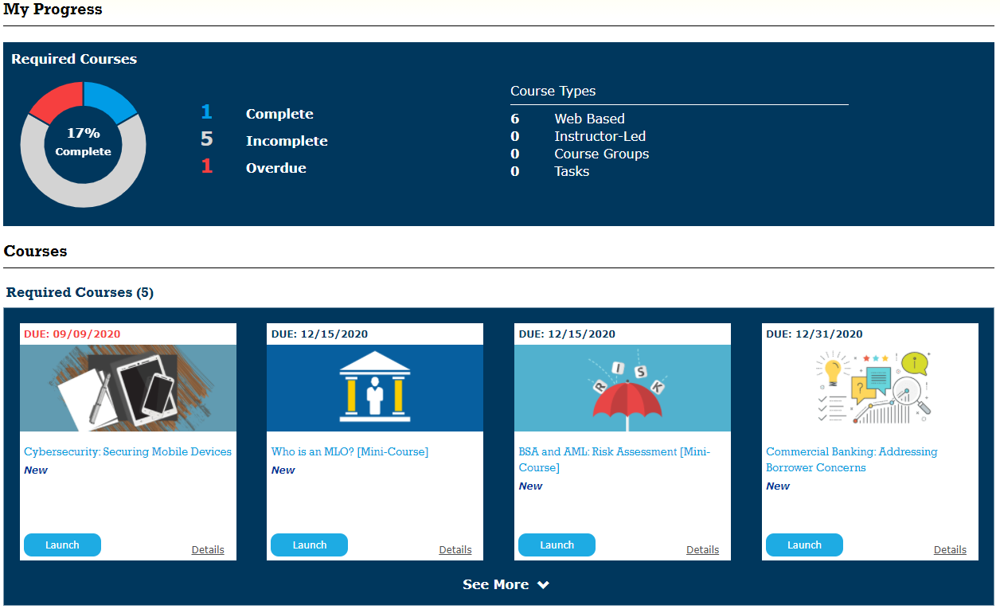 My Progress
Required Courses
17%
Complete
1 Complete
5 Incomplete
1 Overdue
Course Types
6 Web Based
0 Instructor-Led
0 Course Groups
0 Tasks
Courses
Required Courses (5)
DUE: 09/09/2020
Cybersecurity: Securing Mobile Devices
New
Launch Details
DUE: 12/15/2020
Who is an MLO? [Mini-Course]
New
Launch Details
DUE: 12/15/2020
R I S K
BSA and AML: Risk Assessment [Mini-
Course]
New
Launch Details
DUE: 12/31/2020
Commercial Banking: Addressing
Borrower Concerns
New
Launch Details
See More